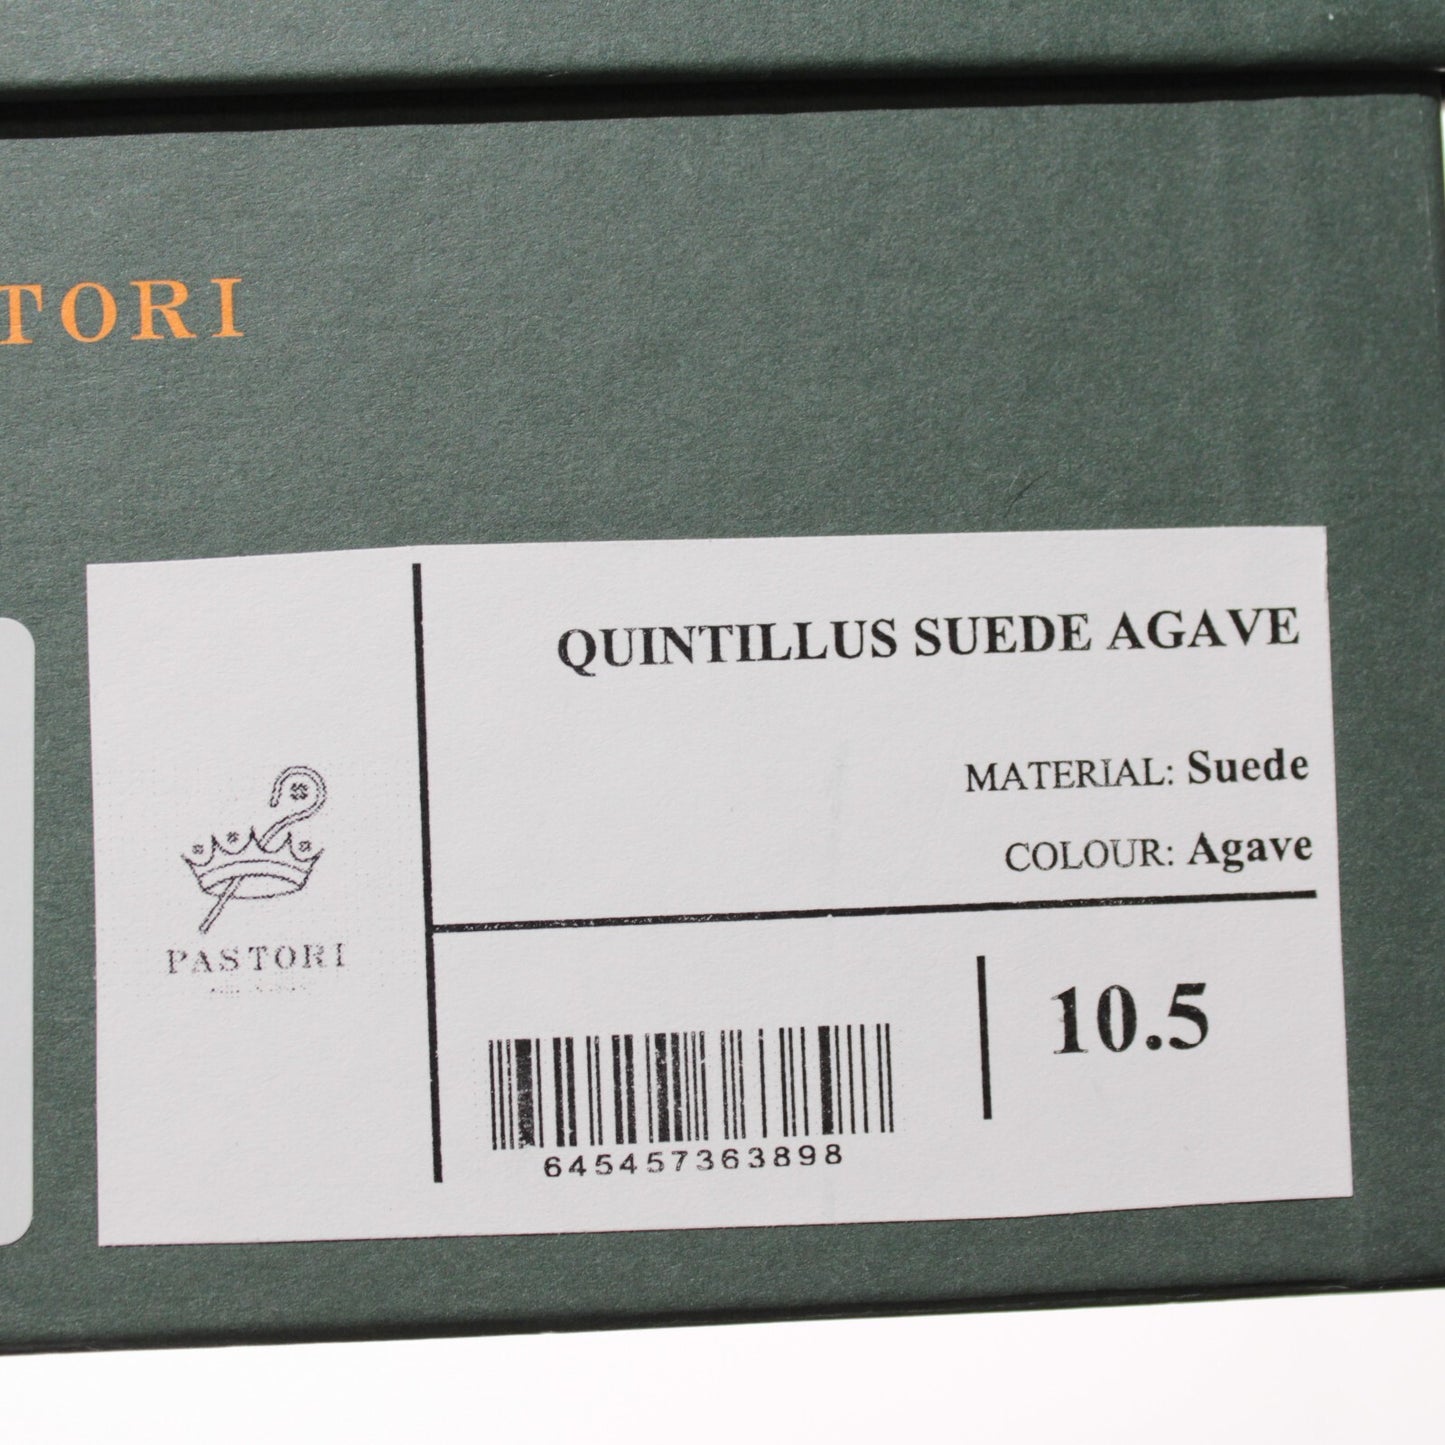 TORI
QUINTILLUS SUEDE AGAVE
MATERIAL: Suede
COLOUR: Agave
PASTORI
10.5
645457363898